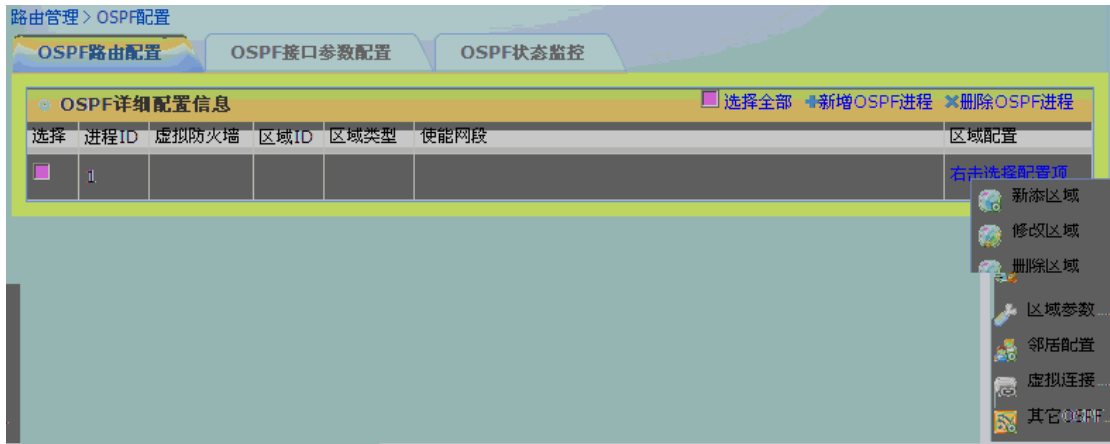 路由管理 > OSPF配置
OSPF路由配置 OSPF接口参数配置 OSPF状态监控
OSPF详细配置信息 选择全部 新增OSPF进程 删除OSPF进程
选择 进程ID 虚拟防火墙 区域ID 区域类型 使能网段 区域配置
1 右击选择配置项
新添区域
修改区域
删除区域
区域参数...
邻居配置
虚拟连接...
其它OSPF